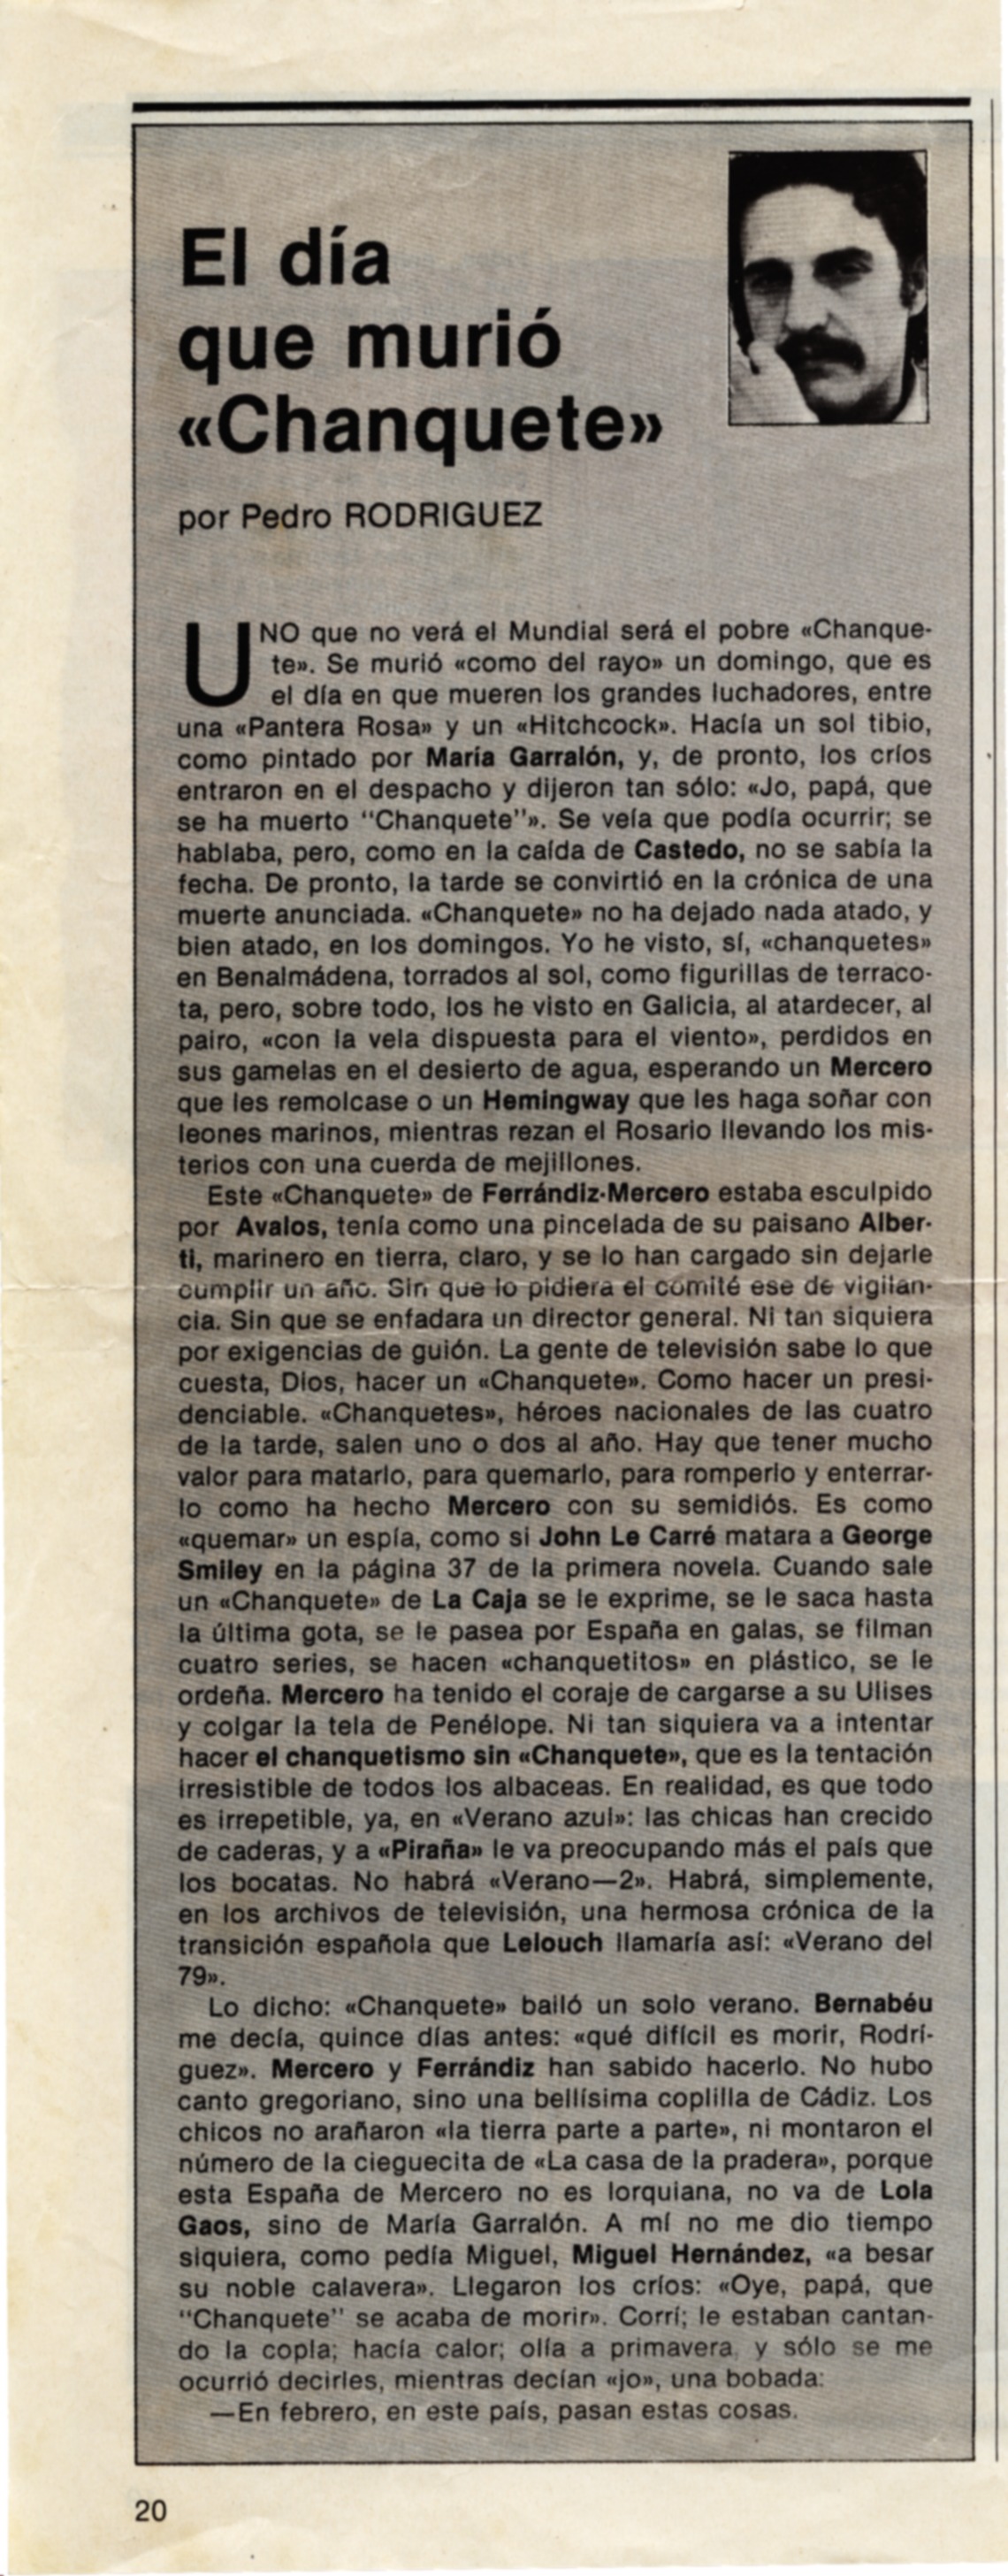 El día
que murió
«Chanquete»
por Pedro RODRIGUEZ
UNO que no verá el Mundial será el pobre «Chanque-
te». Se murió «como del rayo» un domingo, que es
el día en que mueren los grandes luchadores, entre
una «Pantera Rosa» y un «Hitchcock». Hacía un sol tibio,
como pintado por María Garralón, y, de pronto, los críos
entraron en el despacho y dijeron tan sólo: «Jo, papá, que
se ha muerto "Chanquete"». Se veía que podía ocurrir; se
hablaba, pero, como en la caída de Castedo, no se sabía la
fecha. De pronto, la tarde se convirtió en la crónica de una
muerte anunciada. «Chanquete» no ha dejado nada atado, y
bien atado, en los domingos. Yo he visto, sí, «chanquetes»
en Benalmádena, torrados al sol, como figurillas de terraco-
ta, pero, sobre todo, los he visto en Galicia, al atardecer, al
pairo, «con la vela dispuesta para el viento», perdidos en
sus gamelas en el desierto de agua, esperando un Mercero
que les remolcase o un Hemingway que les haga soñar con
leones marinos, mientras rezan el Rosario llevando los mis-
terios con una cuerda de mejillones.
Este «Chanquete» de Ferrándiz-Mercero estaba esculpido
por Avalos, tenía como una pincelada de su paisano Alber-
ti, marinero en tierra, claro, y se lo han cargado sin dejarle
cumplir un año. Sin que lo pidiera el comité ese de vigilan-
cia. Sin que se enfadara un director general. Ni tan siquiera
por exigencias de guión. La gente de televisión sabe lo que
cuesta, Dios, hacer un «Chanquete». Como hacer un presi-
denciable. «Chanquetes», héroes nacionales de las cuatro
de la tarde, salen uno o dos al año. Hay que tener mucho
valor para matarlo, para quemarlo, para romperlo y enterrar-
lo como ha hecho Mercero con su semidiós. Es como
«quemar» un espía, como si John Le Carré matara a George
Smiley en la página 37 de la primera novela. Cuando sale
un «Chanquete» de La Caja se le exprime, se le saca hasta
la última gota, se le pasea por España en galas, se filman
cuatro series, se hacen «chanquetitos» en plástico, se le
ordeña. Mercero ha tenido el coraje de cargarse a su Ulises
y colgar la tela de Penélope. Ni tan siquiera va a intentar
hacer el chanquetismo sin «Chanquete», que es la tentación
irresistible de todos los albaceas. En realidad, es que todo
es irrepetible, ya, en «Verano azul»: las chicas han crecido
de caderas, y a «Piraña» le va preocupando más el país que
los bocatas. No habrá «Verano—2». Habrá, simplemente,
en los archivos de televisión, una hermosa crónica de la
transición española que Lelouch llamaría así: «Verano del
79».
Lo dicho: «Chanquete» bailó un solo verano. Bernabéu
me decía, quince días antes: «qué difícil es morir, Rodrí-
guez». Mercero y Ferrándiz han sabido hacerlo. No hubo
canto gregoriano, sino una bellísima coplilla de Cádiz. Los
chicos no arañaron «la tierra parte a parte», ni montaron el
número de la cieguecita de «La casa de la pradera», porque
esta España de Mercero no es lorquiana, no va de Lola
Gaos, sino de María Garralón. A mí no me dio tiempo
siquiera, como pedía Miguel, Miguel Hernández, «a besar
su noble calavera». Llegaron los críos: «Oye, papá, que
"Chanquete" se acaba de morir». Corrí; le estaban cantan-
do la copla; hacía calor; olía a primavera, y sólo se me
ocurrió decirles, mientras decían «jo», una bobada:
—En febrero, en este país, pasan estas cosas.
20